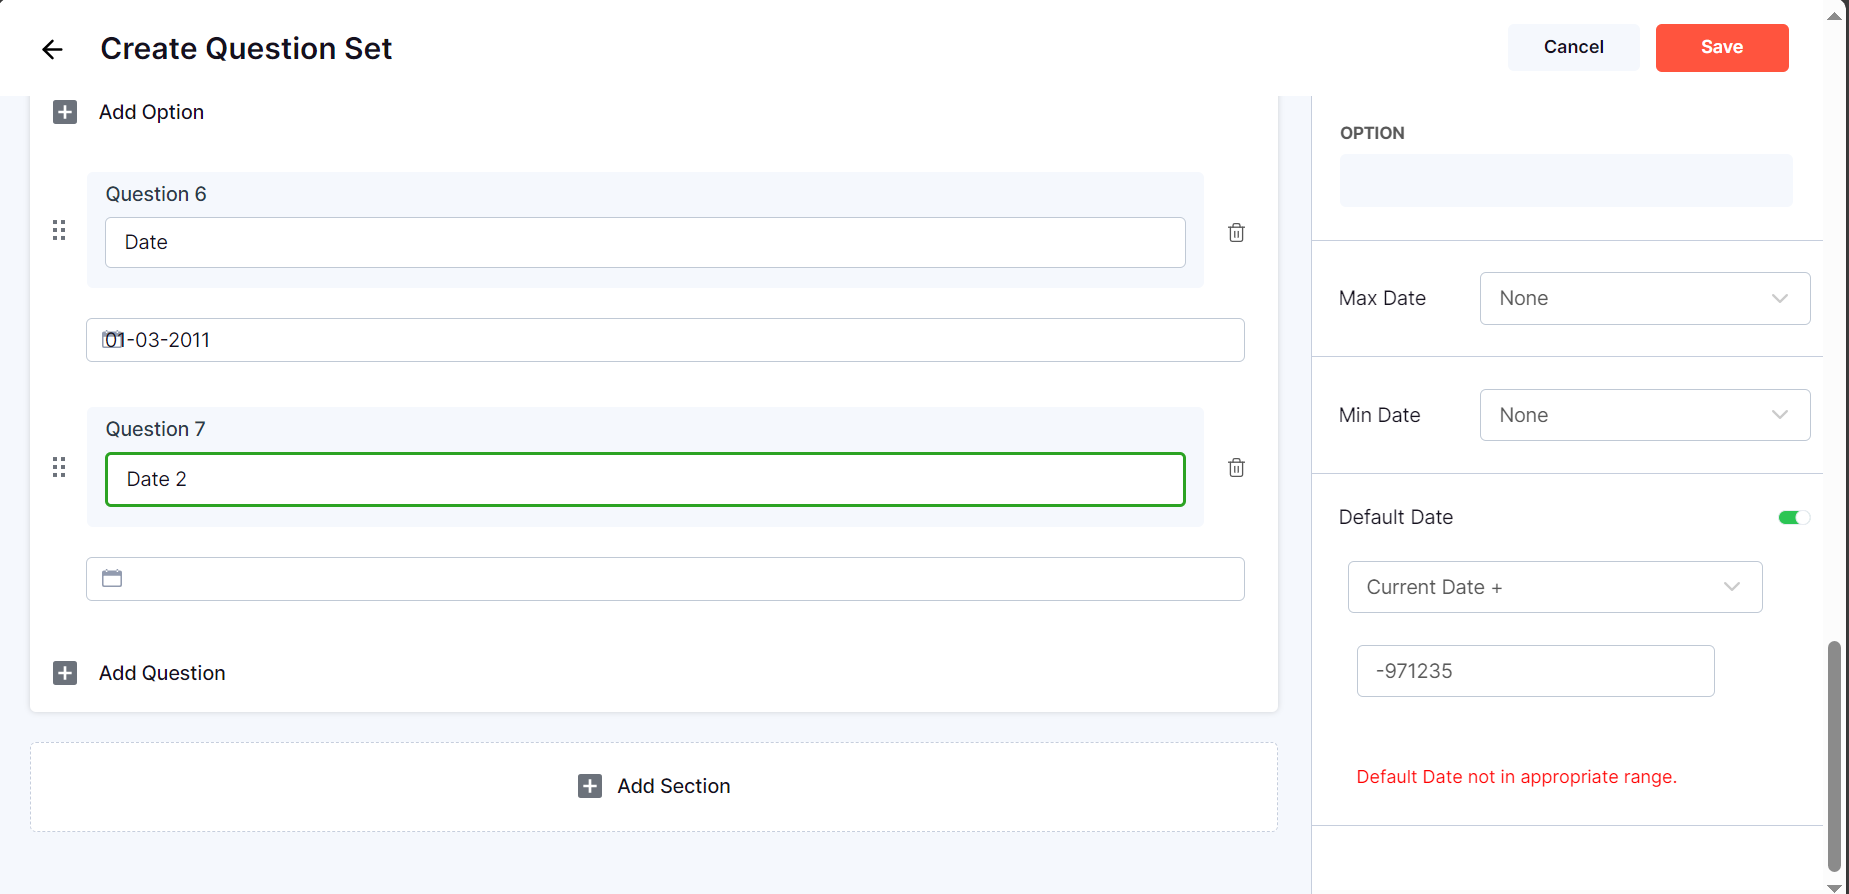 Create Question Set
Cancel
Save
Add Option
Question 6
Date
01-03-2011
Question 7
Date 2
Add Question
Add Section
OPTION
Max Date
None
Min Date
None
Default Date
Current Date +
-971235
Default Date not in appropriate range.